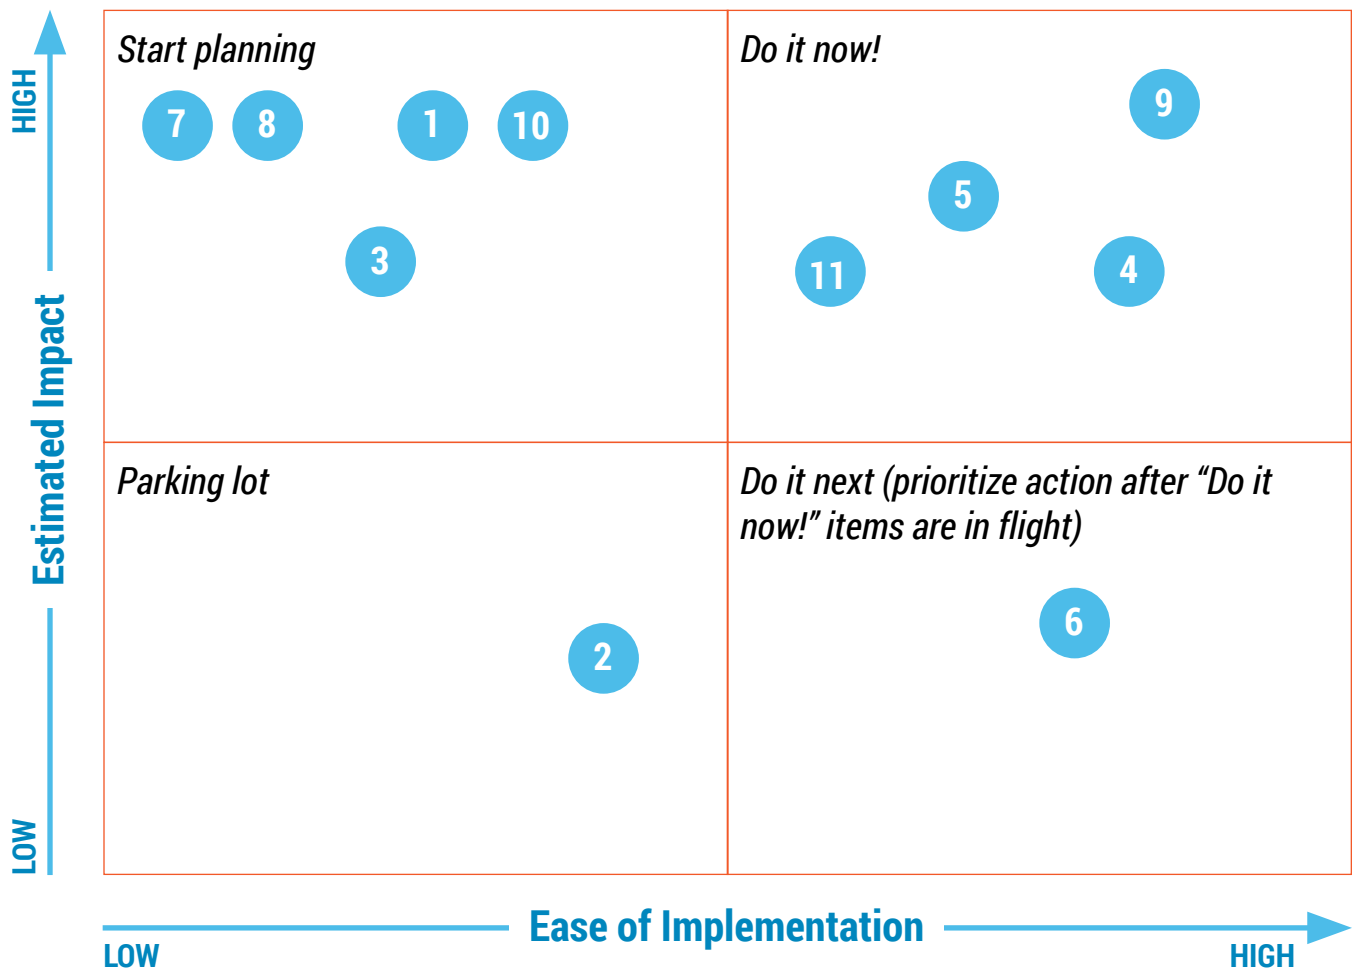 HIGH
Estimated Impact
LOW
Start planning
7 8 1 10
3
Do it now!
9
5
11 4
Parking lot
2
Do it next (prioritize action after “Do it
now!” items are in flight)
6
Ease of Implementation
LOW
HIGH